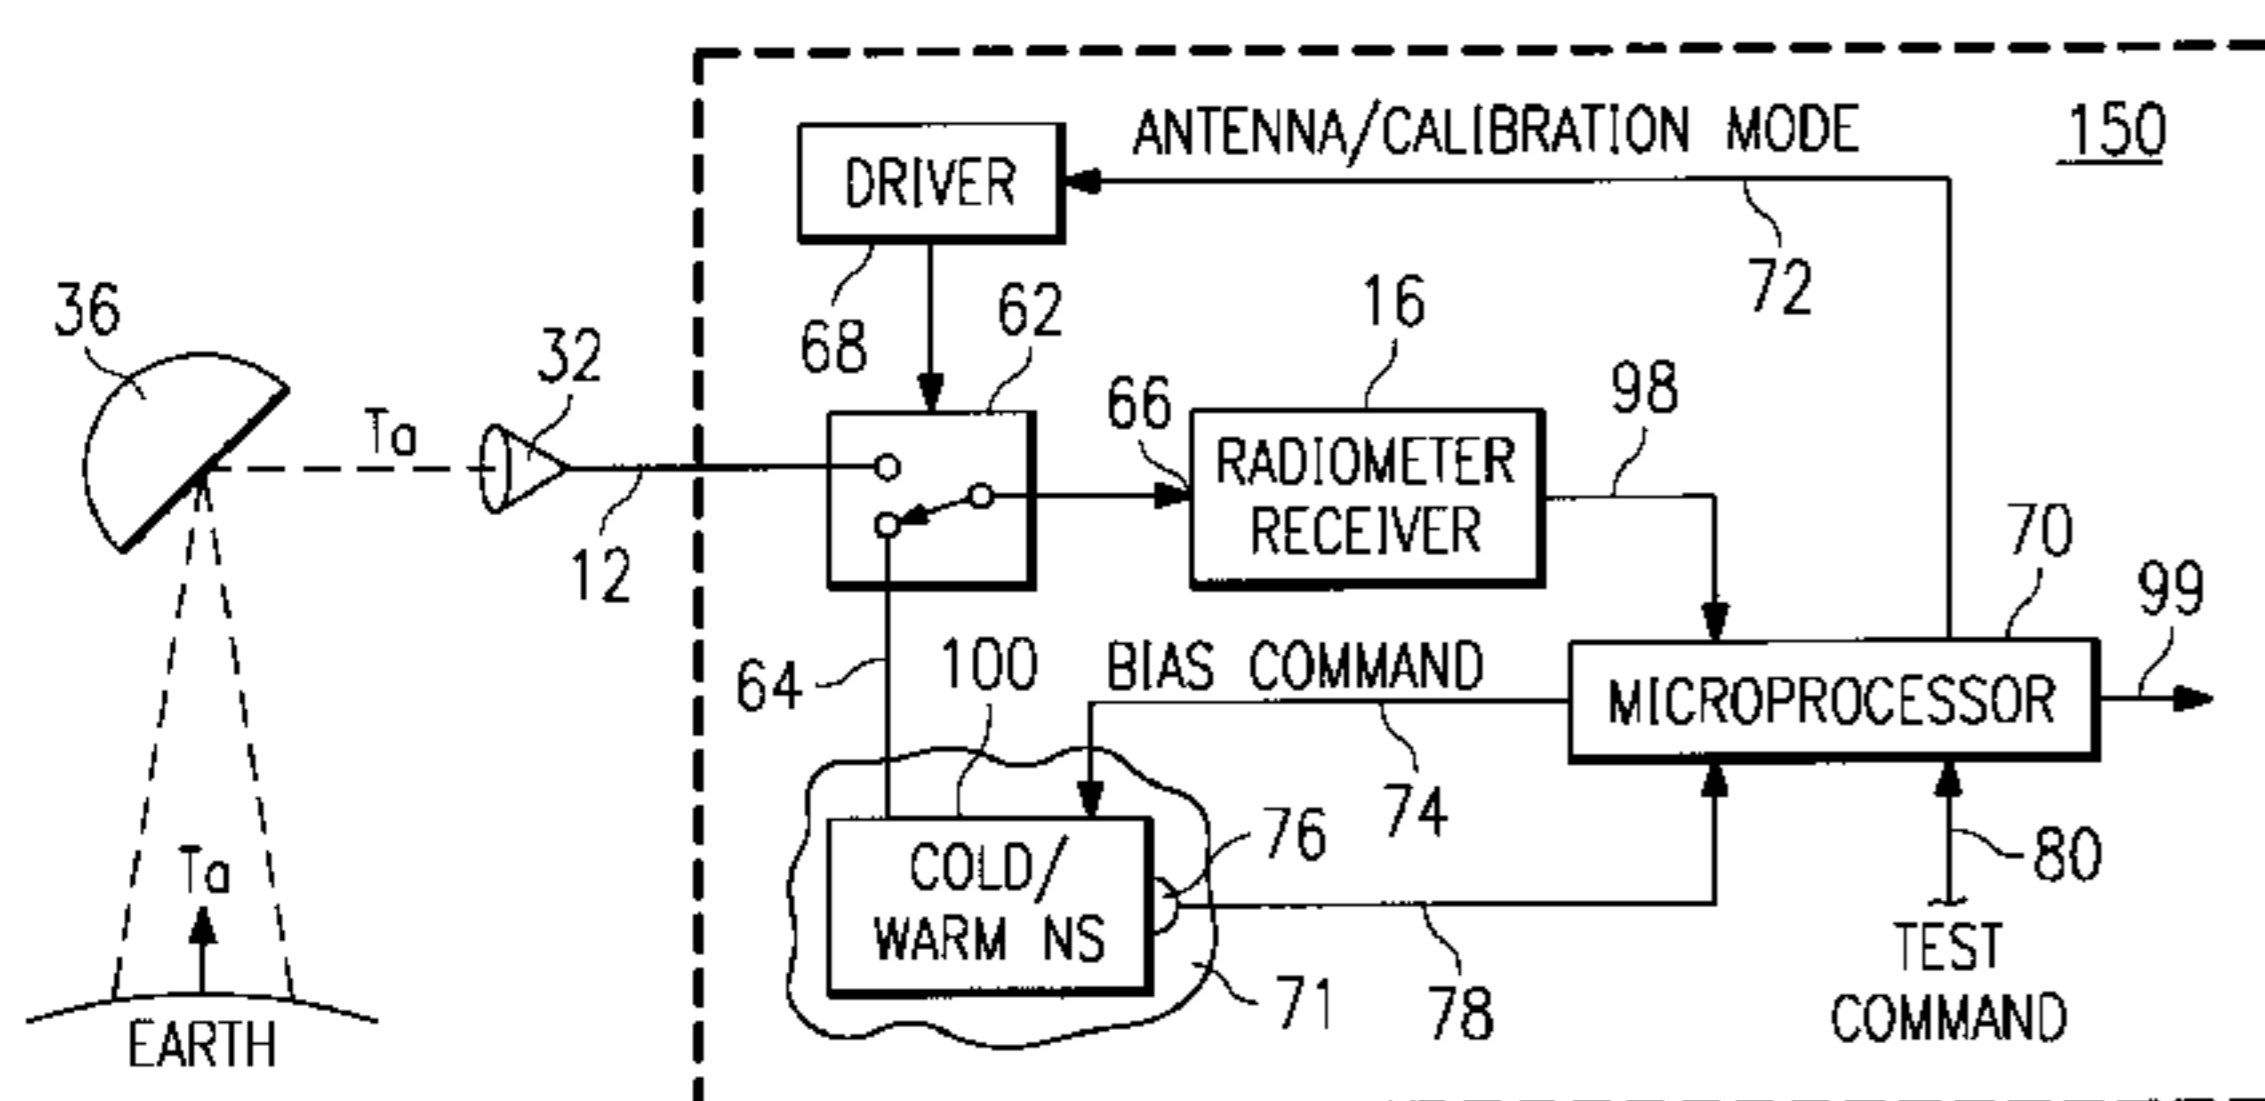 ANTENNA/CALIBRATION MODE
150
DRIVER
72
36
68
62
16
32
Ta
66
98
RADIOMETER
RECEIVER
12
70
99
64
100
BIAS COMMAND
MICROPROCESSOR
74
76
80
COLD/
WARM NS
Ta
71
78
TEST
COMMAND
EARTH